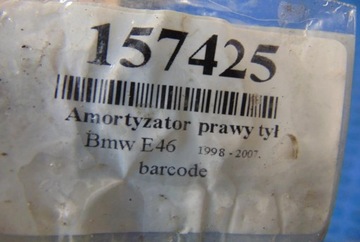 157425
Amortyzator prawy tył
Bmw E46 1998 - 2007.
barcode